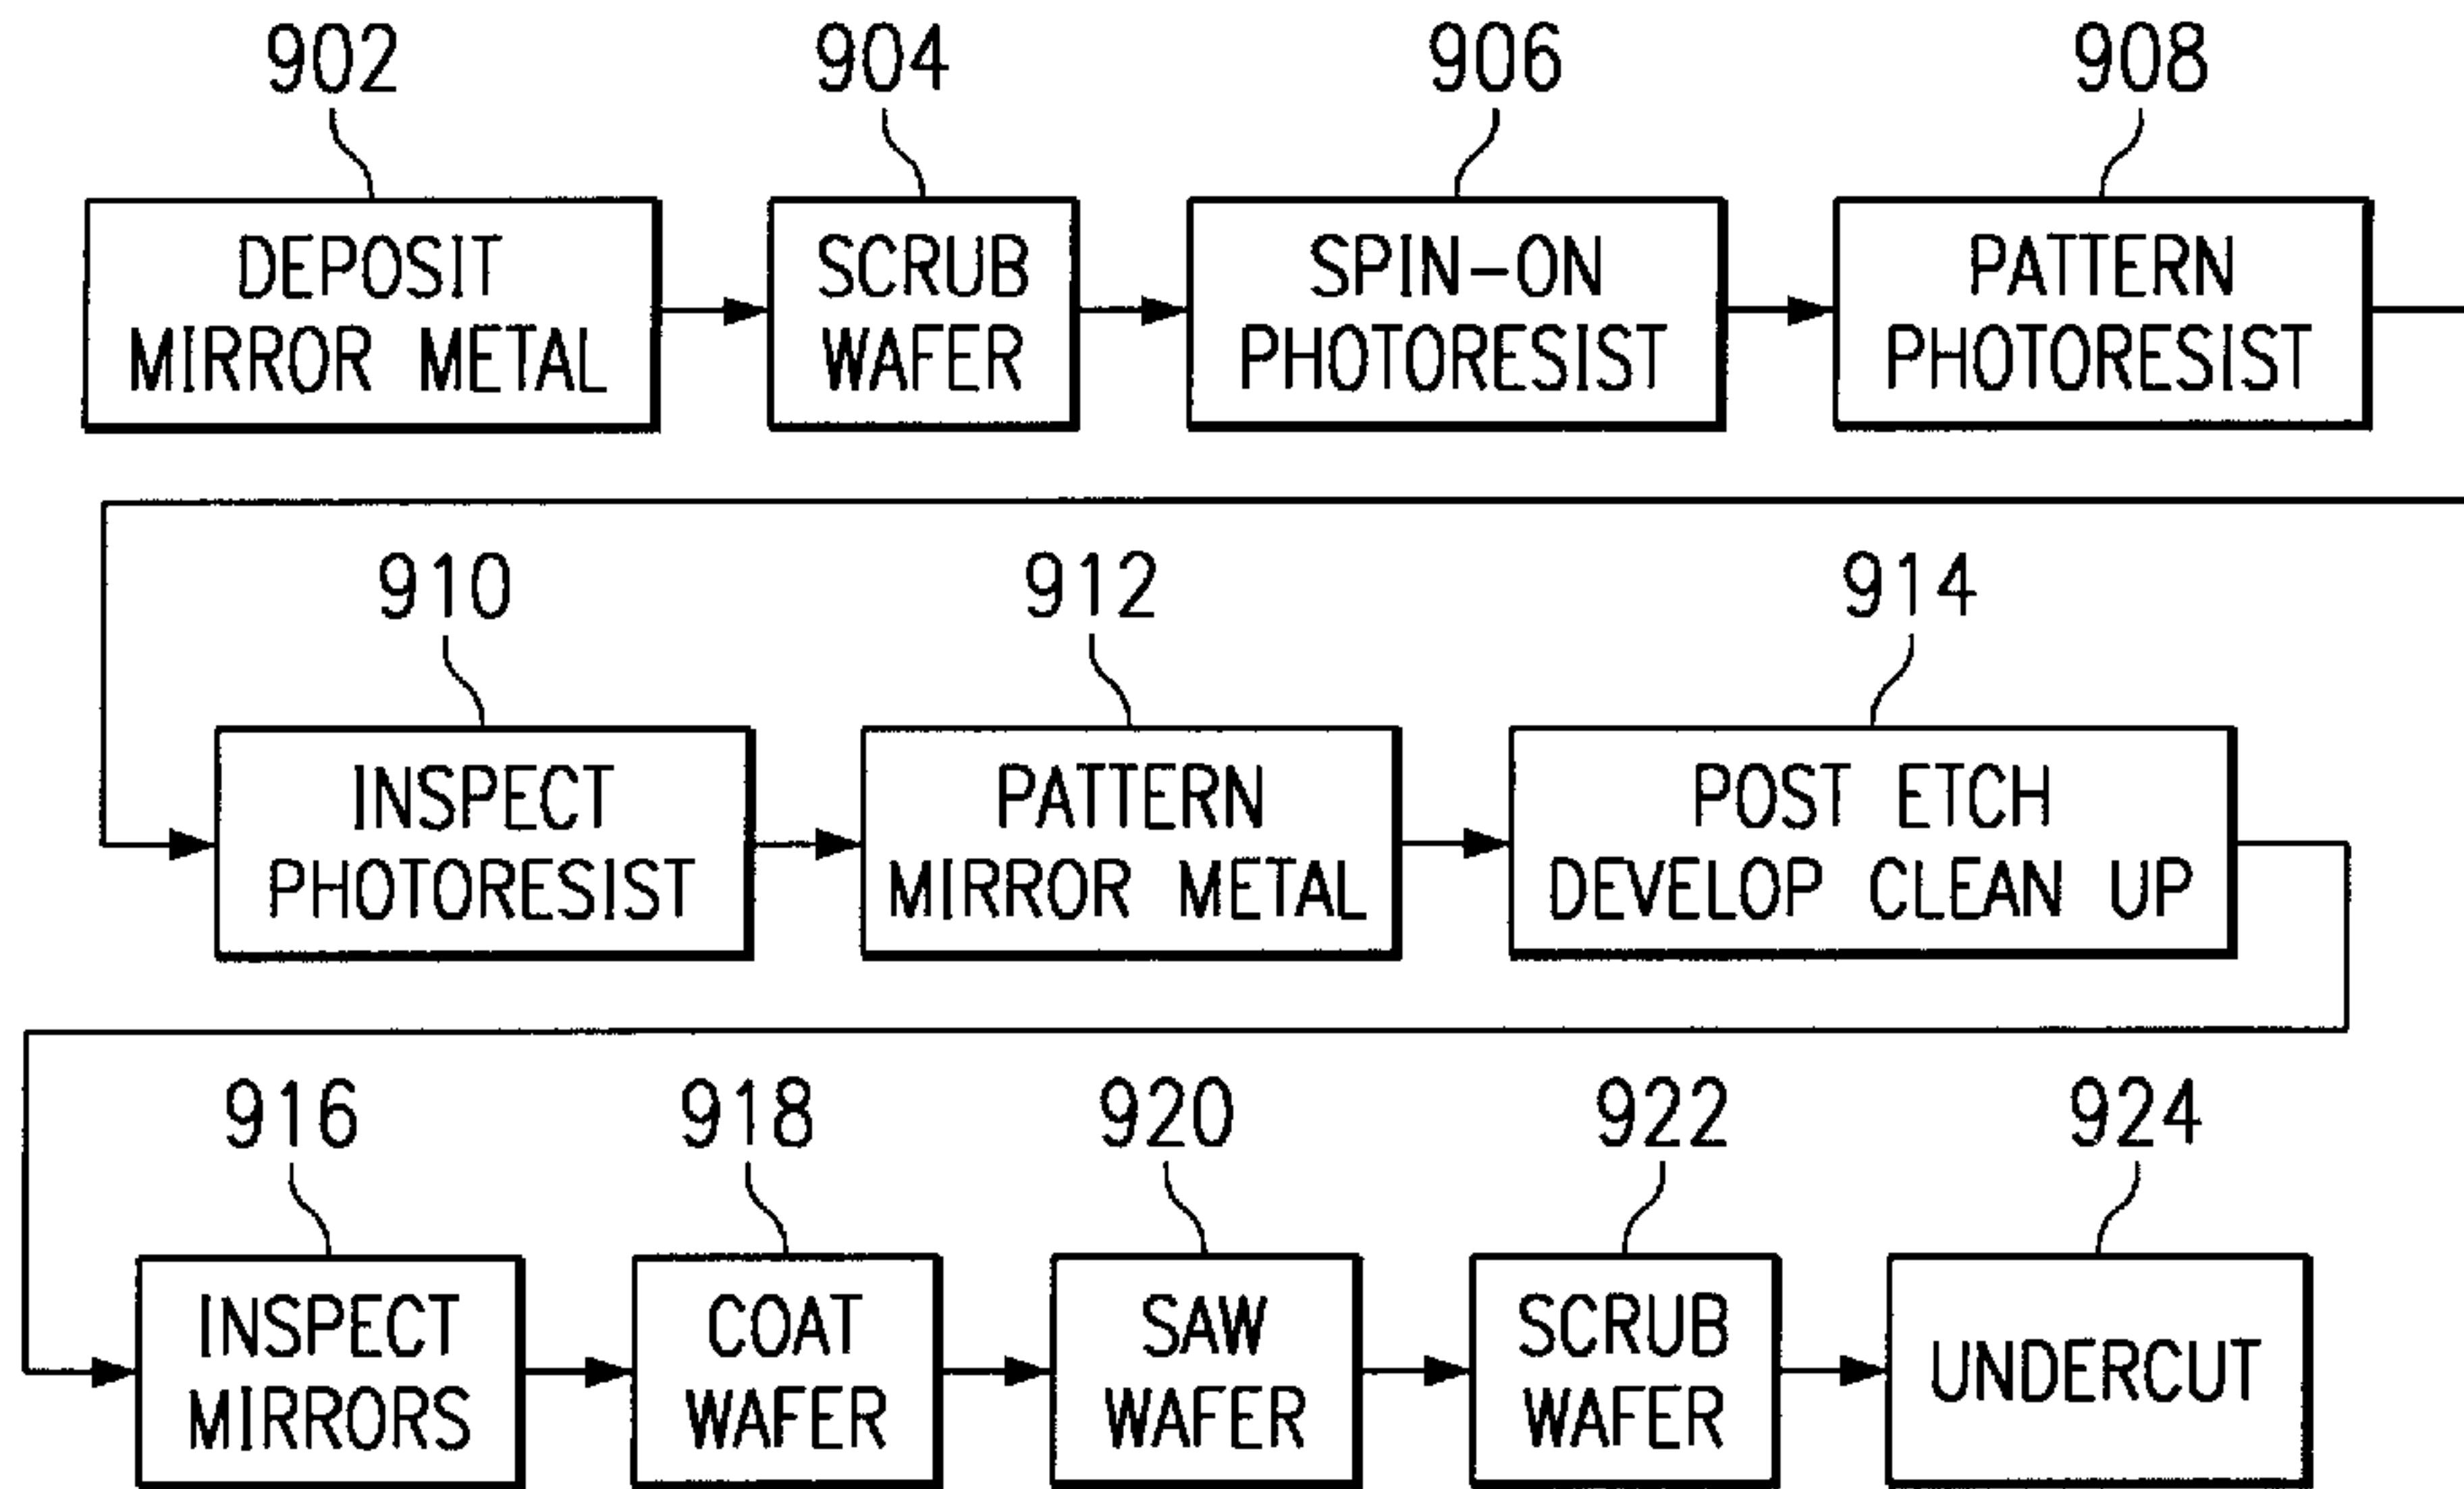 902
904
906
908
DEPOSIT
MIRROR METAL
SCRUB
WAFER
SPIN-ON
PHOTORESIST
PATTERN
PHOTORESIST
910
912
914
INSPECT
PHOTORESIST
PATTERN
MIRROR METAL
POST ETCH
DEVELOP CLEAN UP
916
918
920
922
924
INSPECT
MIRRORS
COAT
WAFER
SAW
WAFER
SCRUB
WAFER
UNDERCUT